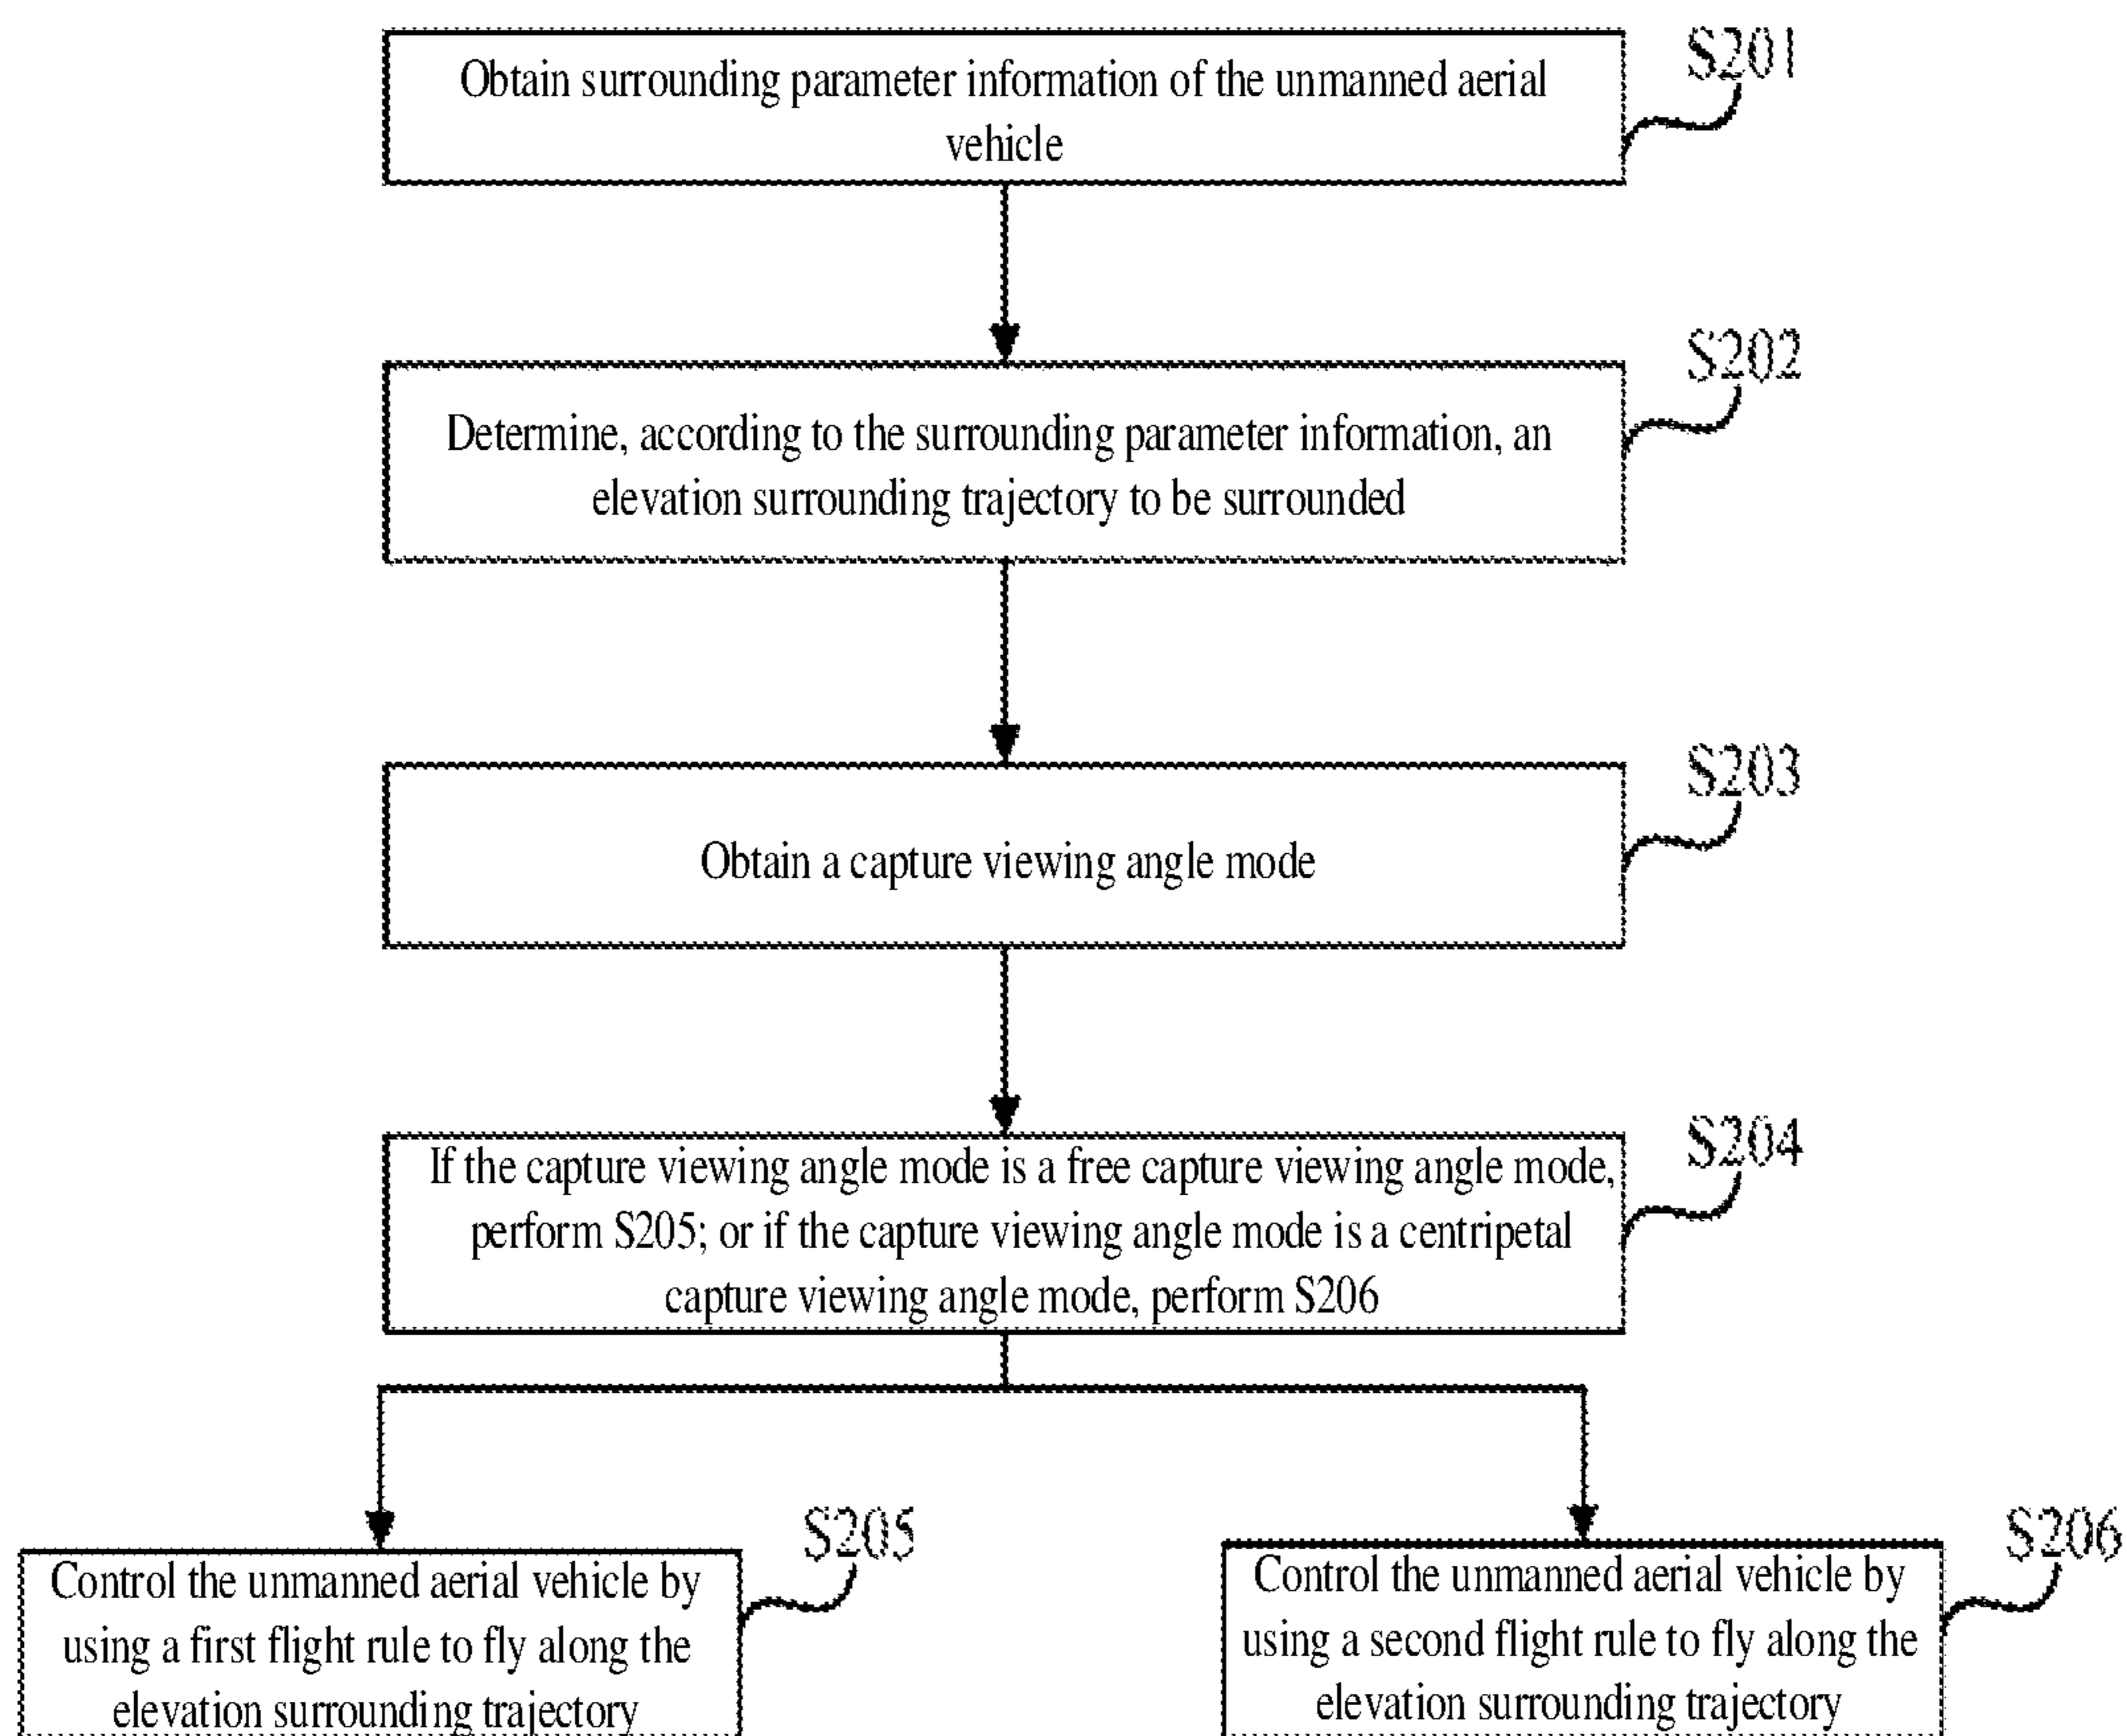 S201
Obtain surrounding parameter information of the unmanned aerial
vehicle
S202
Determine, according to the surrounding parameter information, an
elevation surrounding trajectory to be surrounded
S203
Obtain a capture viewing angle mode
S204
If the capture viewing angle mode is a free capture viewing angle mode,
perform S205; or if the capture viewing angle mode is a centripetal
capture viewing angle mode, perform S206
S205
Control the unmanned aerial vehicle by
using a first flight rule to fly along the
elevation surrounding trajectory
S206
Control the unmanned aerial vehicle by
using a second flight rule to fly along the
elevation surrounding trajectory